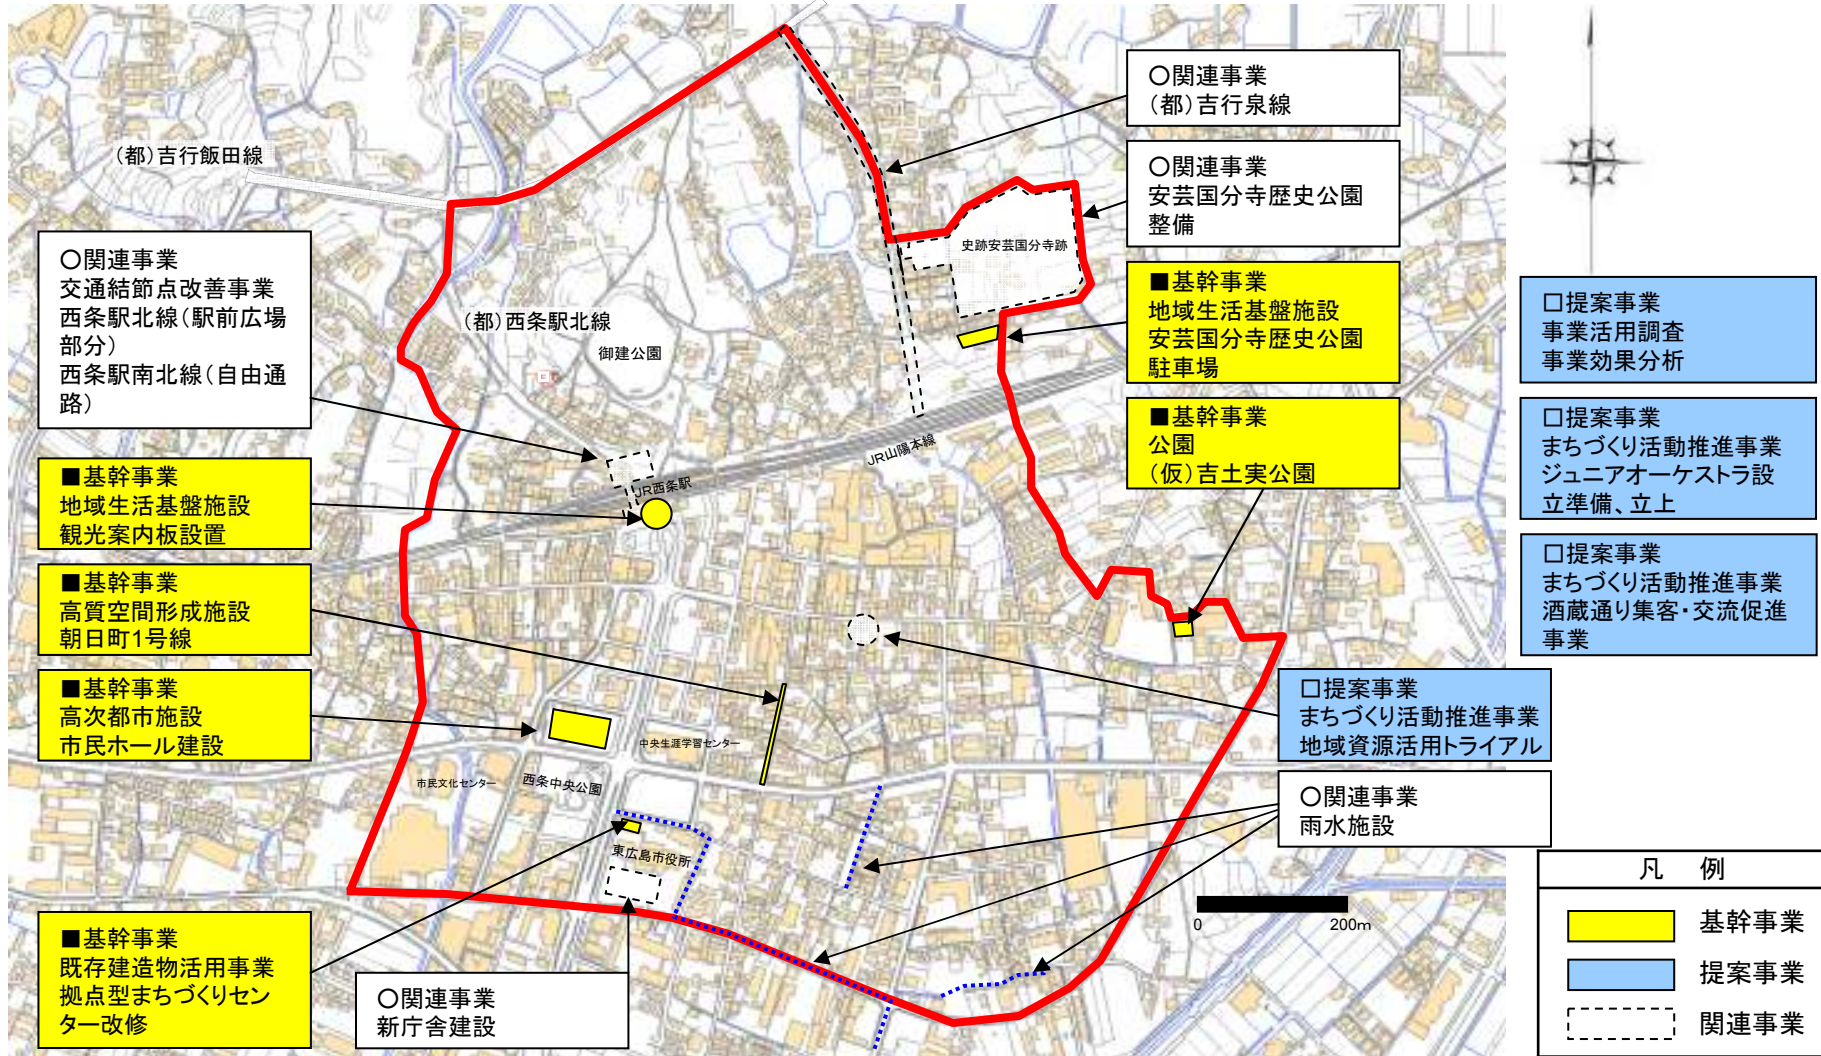 ○関連事業
(都)吉行泉線
○関連事業
安芸国分寺歴史公園
整備
(都)吉行飯田線
○関連事業
交通結節点改善事業
西条駅北線(駅前広場
部分)
西条駅南北線(自由通
路)
史跡安芸国分寺跡
■基幹事業
地域生活基盤施設
安芸国分寺歴史公園
駐車場
□提案事業
事業活用調査
事業効果分析
(都)西条駅北線
御建公園
■基幹事業
公園
(仮)吉土実公園
□提案事業
まちづくり活動推進事業
ジュニアオーケストラ設
立準備、立上
JR山陽本線
JR西条駅
■基幹事業
地域生活基盤施設
観光案内板設置
□提案事業
まちづくり活動推進事業
酒蔵通り集客・交流促進
事業
■基幹事業
高質空間形成施設
朝日町1号線
■基幹事業
高次都市施設
市民ホール建設
□提案事業
まちづくり活動推進事業
地域資源活用トライアル
中央生涯学習センター
市民文化センター
西条中央公園
○関連事業
雨水施設
東広島市役所
■基幹事業
既存建造物活用事業
拠点型まちづくりセン
ター改修
○関連事業
新庁舎建設
0 200m
凡 例
基幹事業
提案事業
関連事業